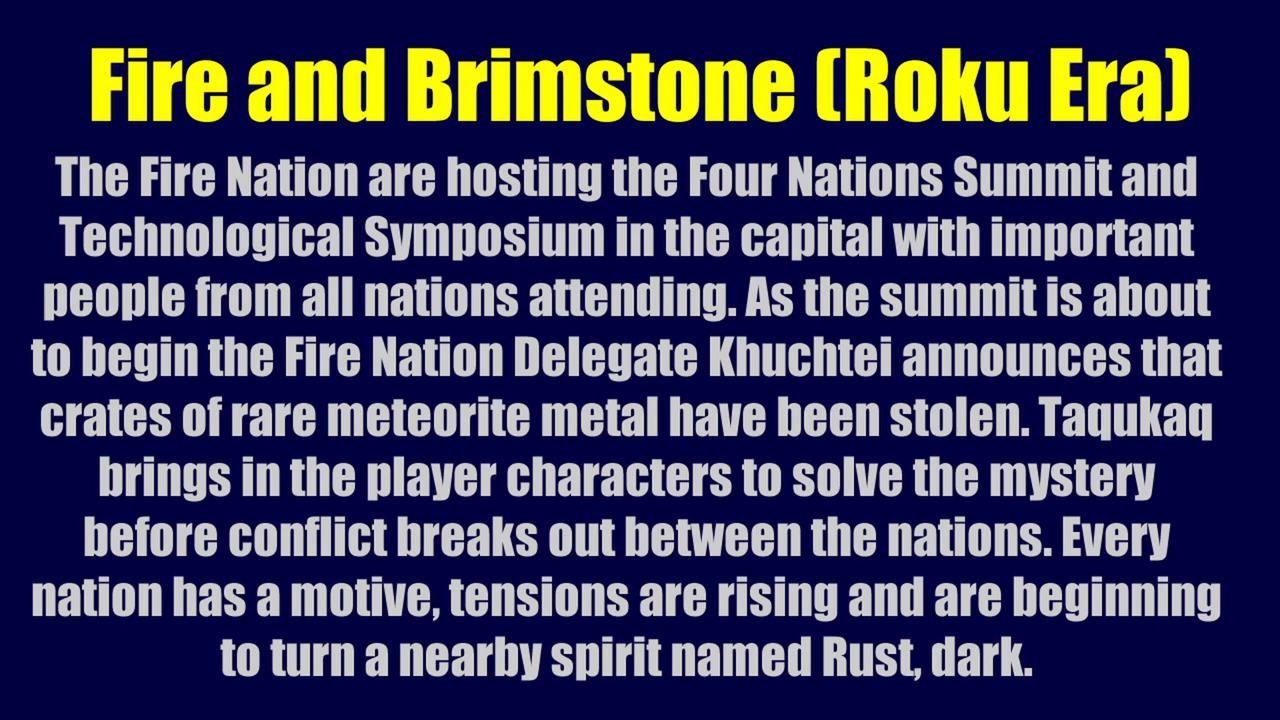 Fire and Brimstone (Roku Era)
The Fire Nation are hosting the Four Nations Summit and
Technological Symposium in the capital with important
people from all nations attending. As the summit is about
to begin the Fire Nation Delegate Khuchtei announces that
crates of rare meteorite metal have been stolen. Taqukaq
brings in the player characters to solve the mystery
before conflict breaks out between the nations. Every
nation has a motive, tensions are rising and are beginning
to turn a nearby spirit named Rust, dark.